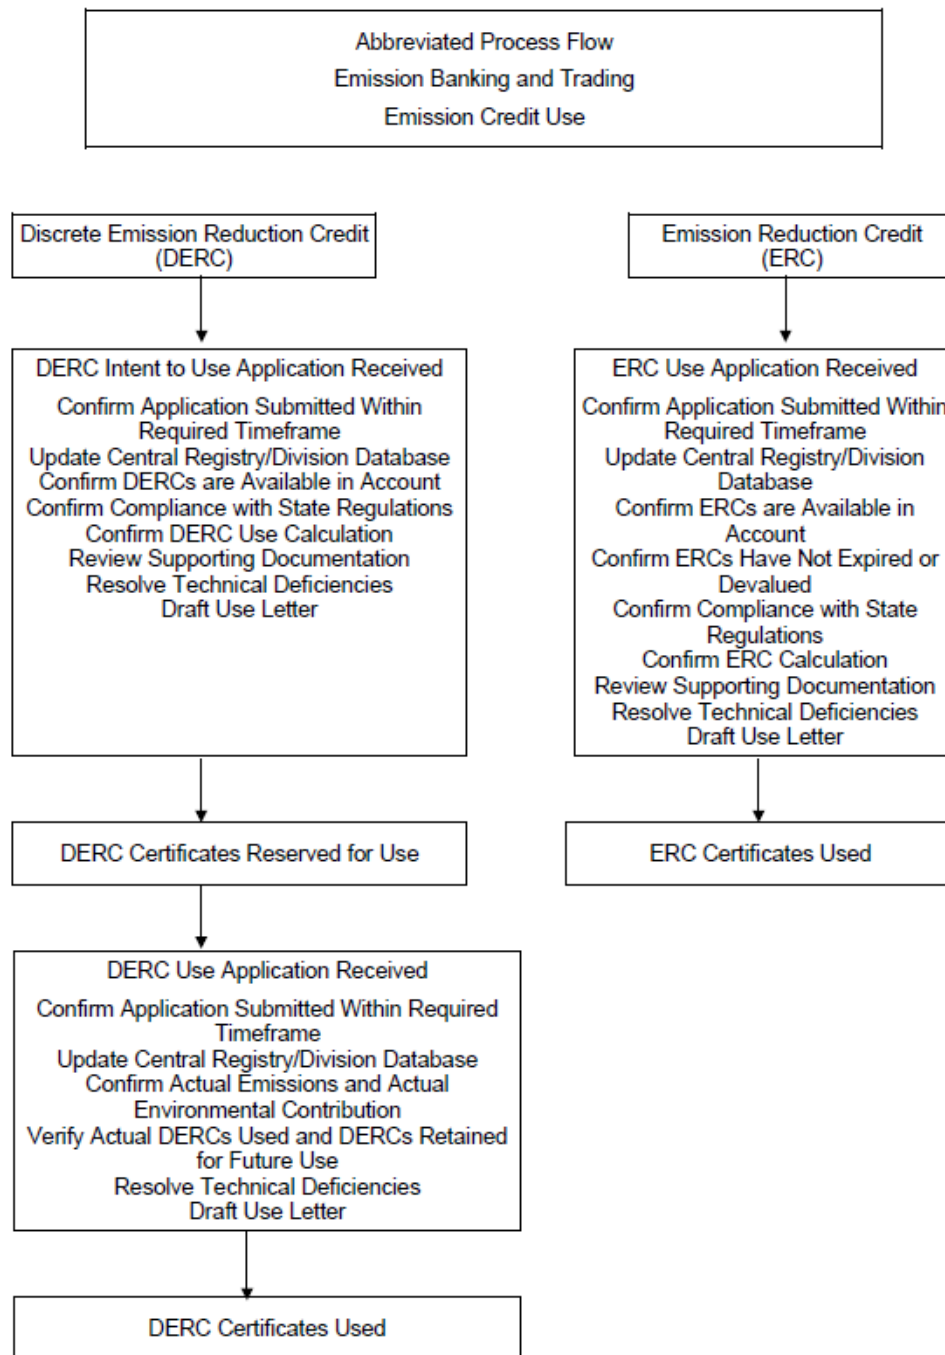 Abbreviated Process Flow
Emission Banking and Trading
Emission Credit Use
Discrete Emission Reduction Credit
(DERC)
DERC Intent to Use Application Received
Confirm Application Submitted Within
Required Timeframe
Update Central Registry/Division Database
Confirm DERCs are Available in Account
Confirm Compliance with State Regulations
Confirm DERC Use Calculation
Review Supporting Documentation
Resolve Technical Deficiencies
Draft Use Letter
DERC Certificates Reserved for Use
DERC Use Application Received
Confirm Application Submitted Within Required
Timeframe
Update Central Registry/Division Database
Confirm Actual Emissions and Actual
Environmental Contribution
Verify Actual DERCs Used and DERCs Retained
for Future Use
Resolve Technical Deficiencies
Draft Use Letter
DERC Certificates Used
Emission Reduction Credit
(ERC)
ERC Use Application Received
Confirm Application Submitted Within
Required Timeframe
Update Central Registry/Division
Database
Confirm ERCs are Available in
Account
Confirm ERCs Have Not Expired or
Devalued
Confirm Compliance with State
Regulations
Confirm ERC Calculation
Review Supporting Documentation
Resolve Technical Deficiencies
Draft Use Letter
ERC Certificates Used